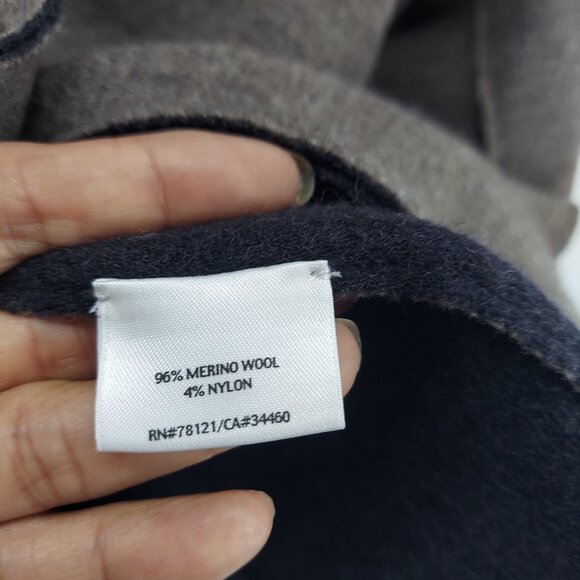 96% MERINO WOOL
4% NYLON
RN#78121/CA#34460